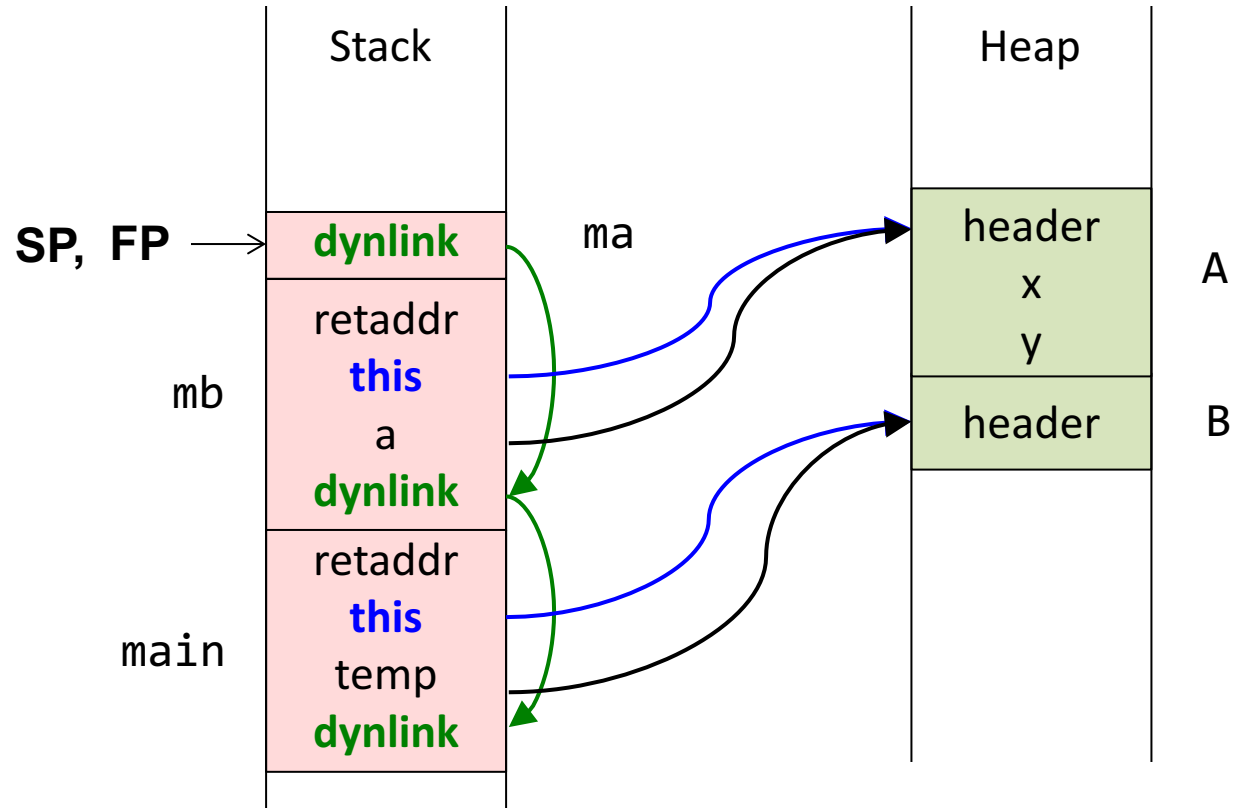 Stack
Heap
SP, FP
dynlink
ma
header
x
y
A
mb
retaddr
this
a
dynlink
header
B
main
retaddr
this
temp
dynlink